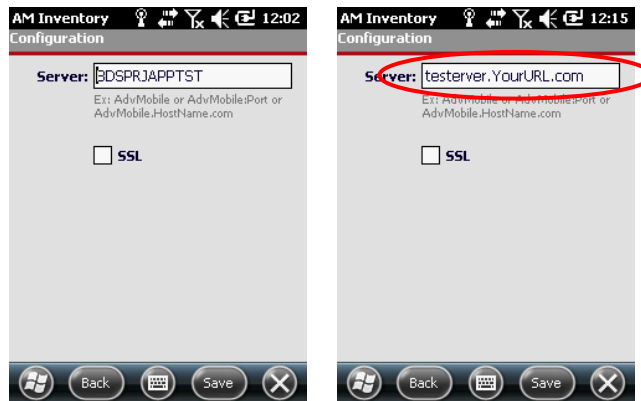 AM Inventory 12:02
Configuration
Server: 3DSPRJAPPTST
Ex: AdvMobile or AdvMobile:Port or
AdvMobile.HostName.com
SSL
Back Save
AM Inventory 12:15
Configuration
Server: testerver.YourURL.com
Ex: AdvMobile or AdvMobile:Port or
AdvMobile.HostName.com
SSL
Back Save